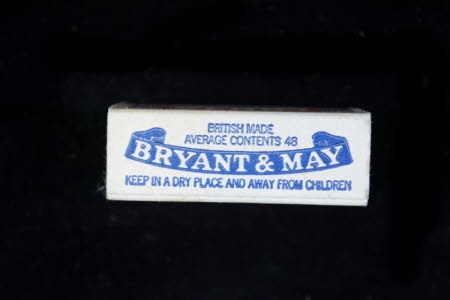 BRITISH MADE
AVERAGE CONTENTS 48
BRYANT & MAY
KEEP IN A DRY PLACE AND AWAY FROM CHILDREN